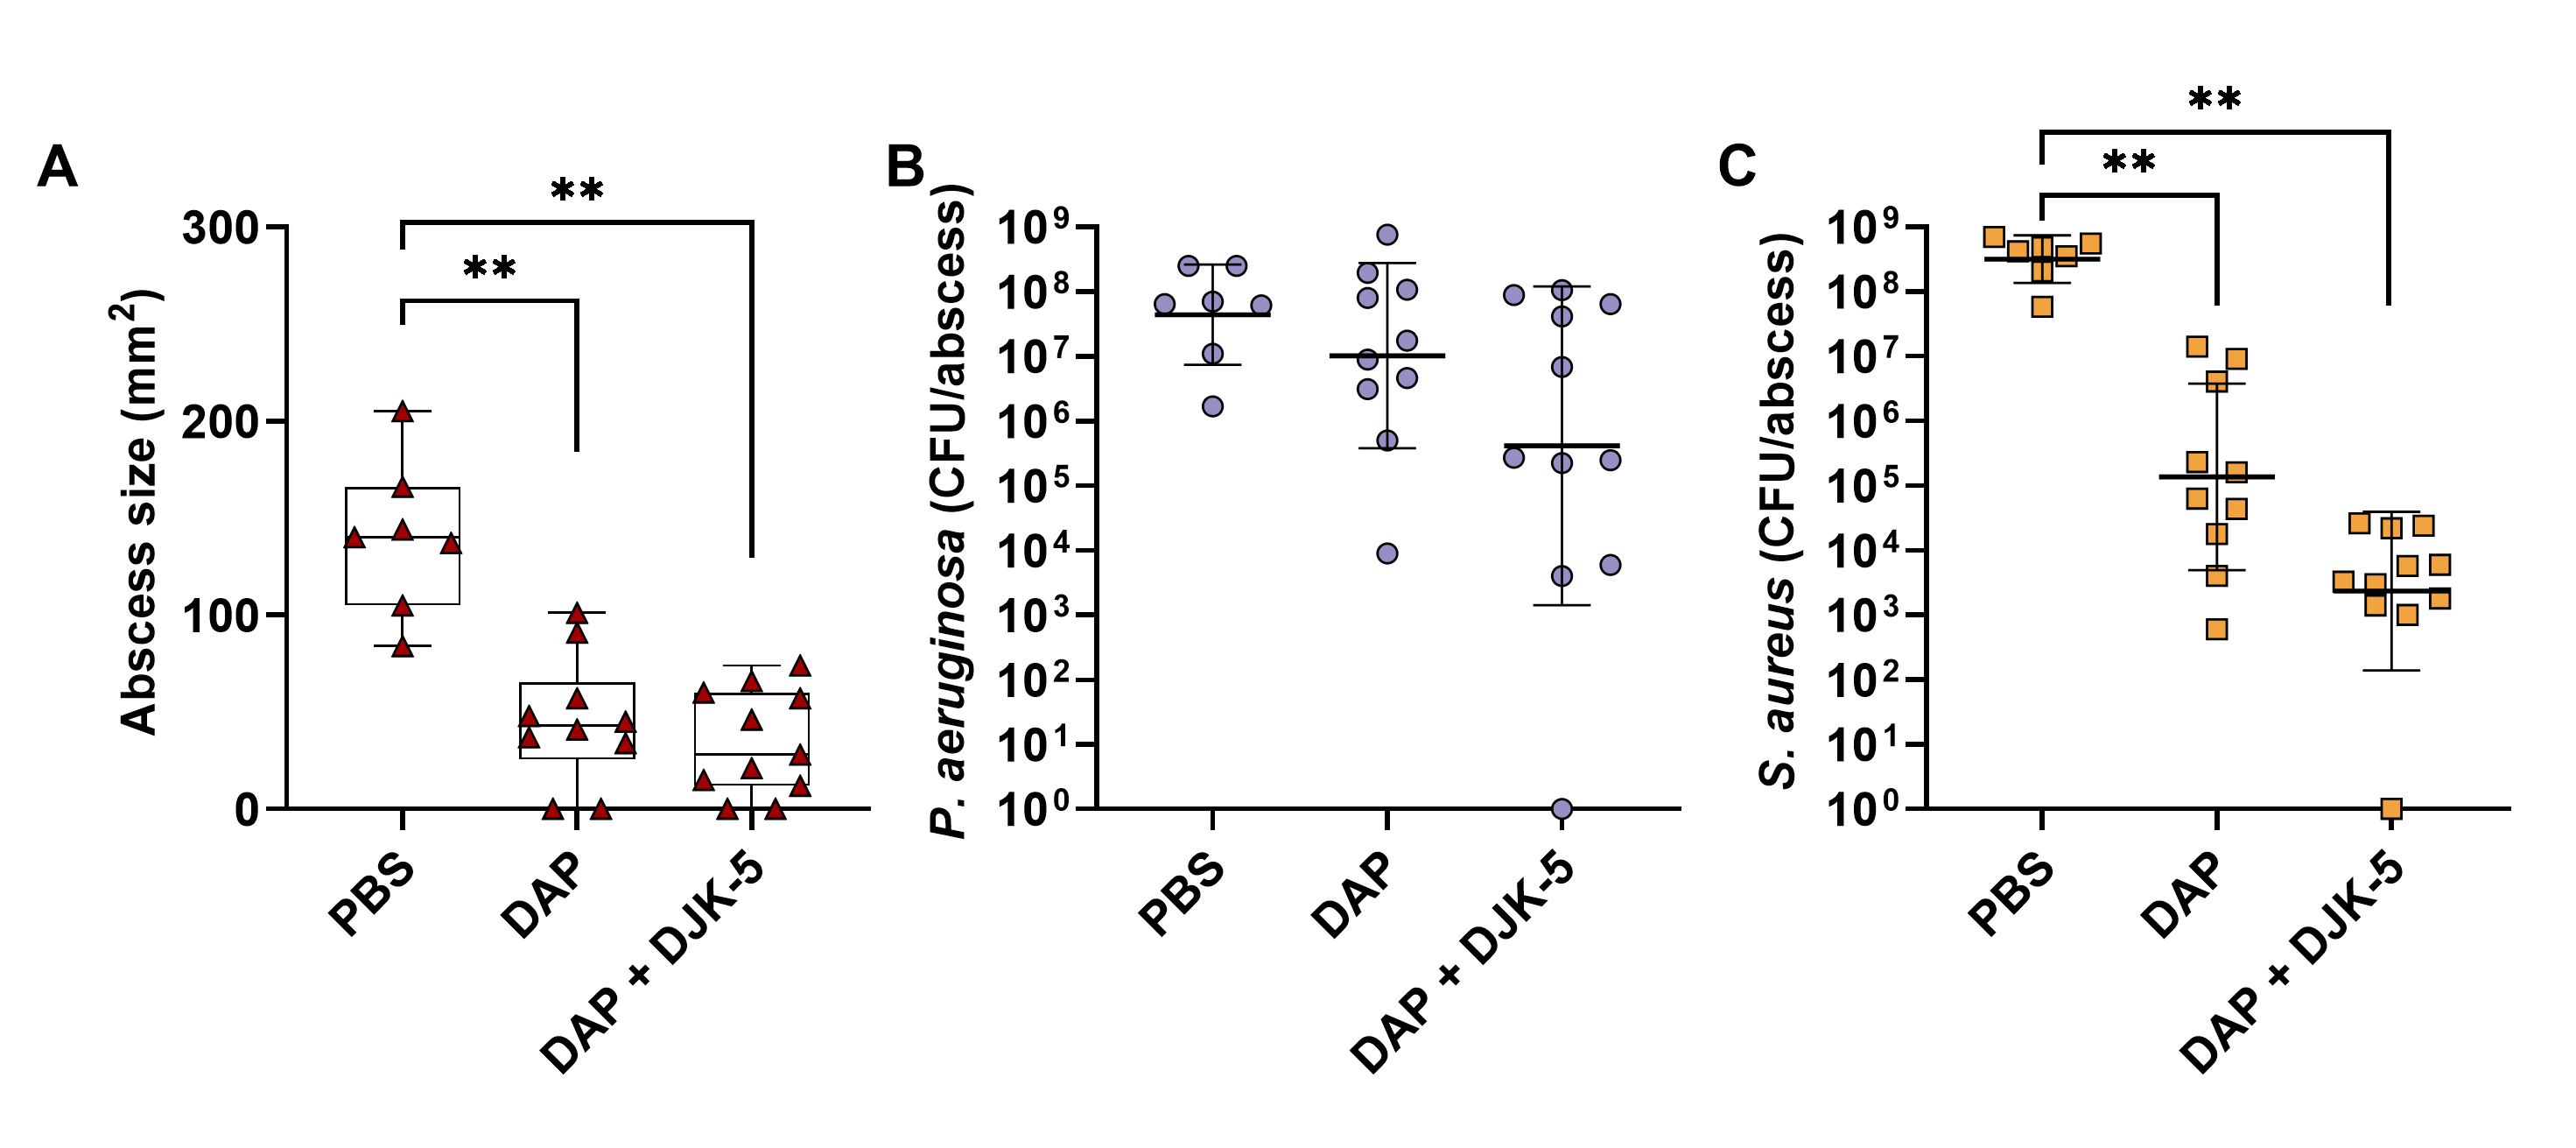 A
Abscess size (mm²)
300
200
100
0
**
**
PBS
DAP
DAP + DJK-5
B
P. aeruginosa (CFU/abscess)
10⁹
10⁸
10⁷
10⁶
10⁵
10⁴
10³
10²
10¹
10⁰
PBS
DAP
DAP + DJK-5
C
S. aureus (CFU/abscess)
10⁹
10⁸
10⁷
10⁶
10⁵
10⁴
10³
10²
10¹
10⁰
**
**
PBS
DAP
DAP + DJK-5